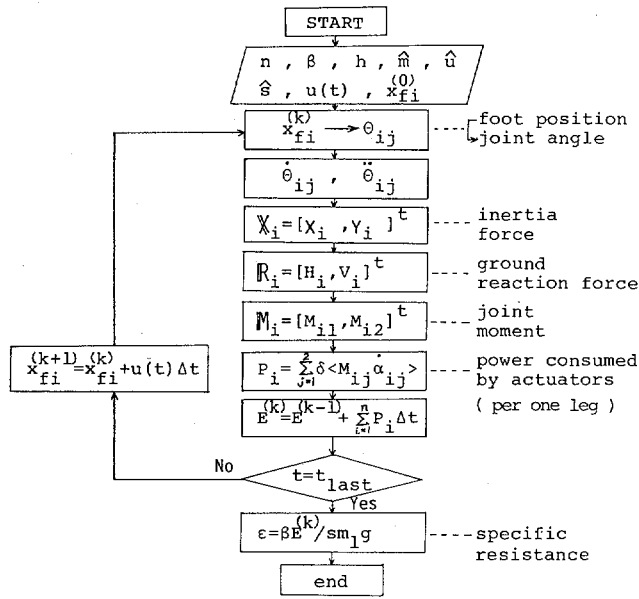 START
n , β , h , m̂ , û
ŝ , u(t) , x_fi^(0)
x_fi^(k) → θ_ij
foot position
joint angle
θ̇_ij , θ̈_ij
𝕏_i=[X_i ,Y_i ]^t
inertia
force
ℝ_i=[H_i,V_i]^t
ground
reaction force
𝕄_i=[M_i1,M_i2]^t
joint
moment
x_fi^(k+1)=x_fi^(k)+u(t)Δt
P_i=Σ_{j=1}^{2}δ<M_ij α̇_ij>
power consumed
by actuators
( per one leg )
E^(k)=E^(k-1)+Σ_{i=1}^{n}P_iΔt
No
t=t_last
Yes
ε=βE^(k)/sm_1g
specific
resistance
end